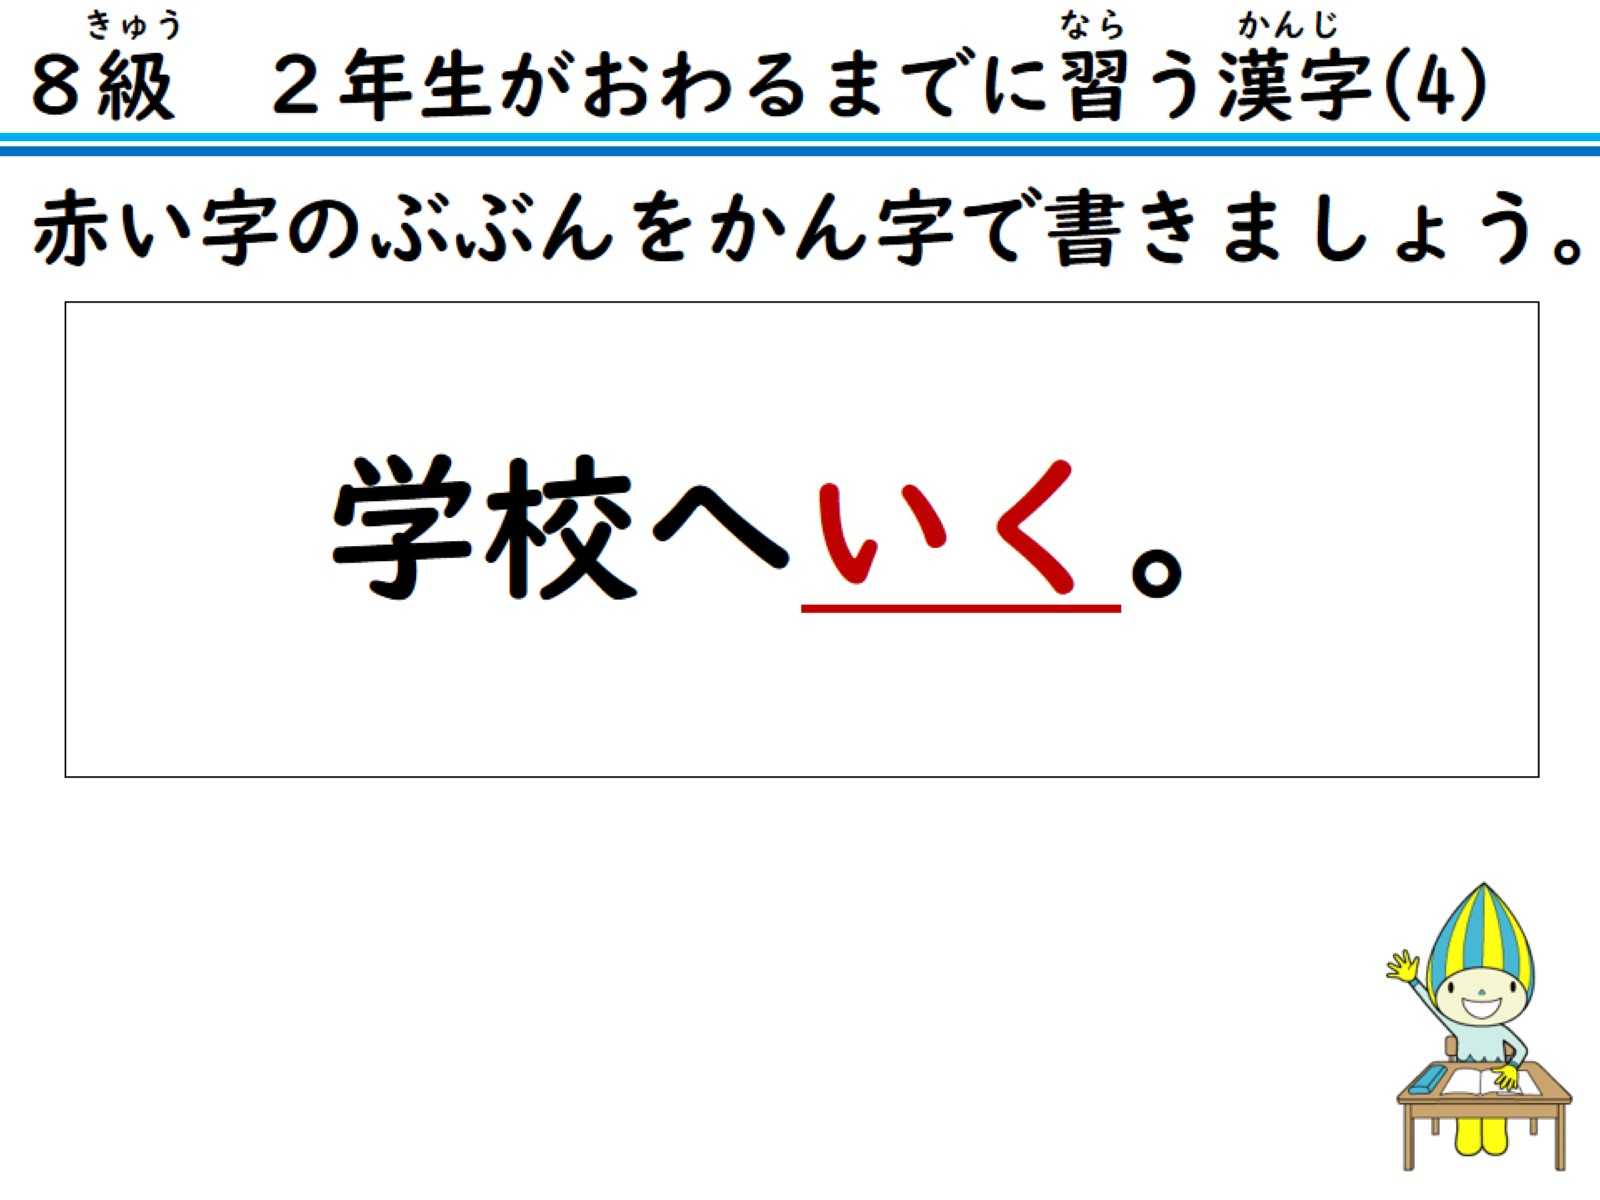 きゅう なら かんじ
８級　２年生がおわるまでに習う漢字(4)
赤い字のぶぶんをかん字で書きましょう。
学校へいく。